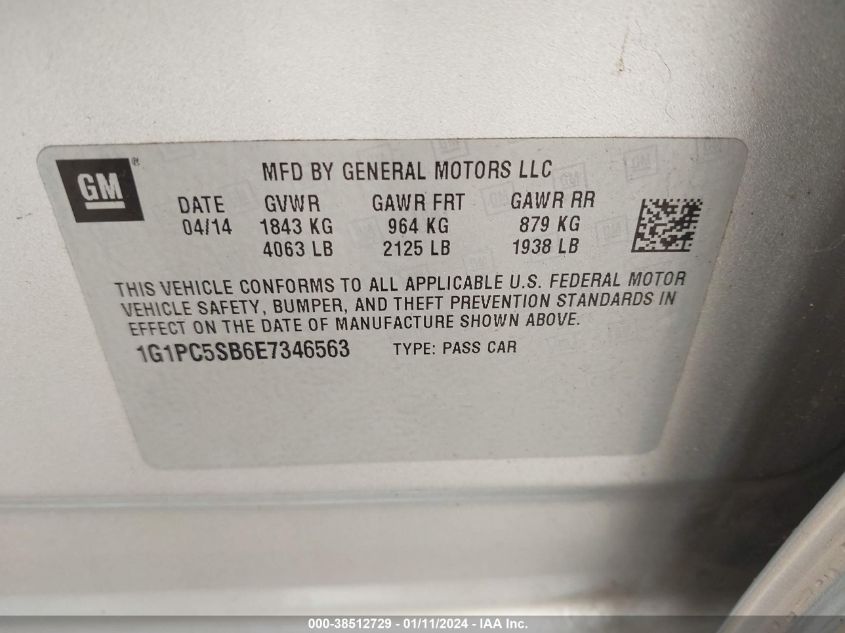 GM®
MFD BY GENERAL MOTORS LLC
DATE GVWR GAWR FRT GAWR RR
04/14 1843 KG 964 KG 879 KG
4063 LB 2125 LB 1938 LB
THIS VEHICLE CONFORMS TO ALL APPLICABLE U.S. FEDERAL MOTOR
VEHICLE SAFETY, BUMPER, AND THEFT PREVENTION STANDARDS IN
EFFECT ON THE DATE OF MANUFACTURE SHOWN ABOVE.
1G1PC5SB6E7346563 TYPE: PASS CAR
000-38512729 - 01/11/2024 - IAA Inc.